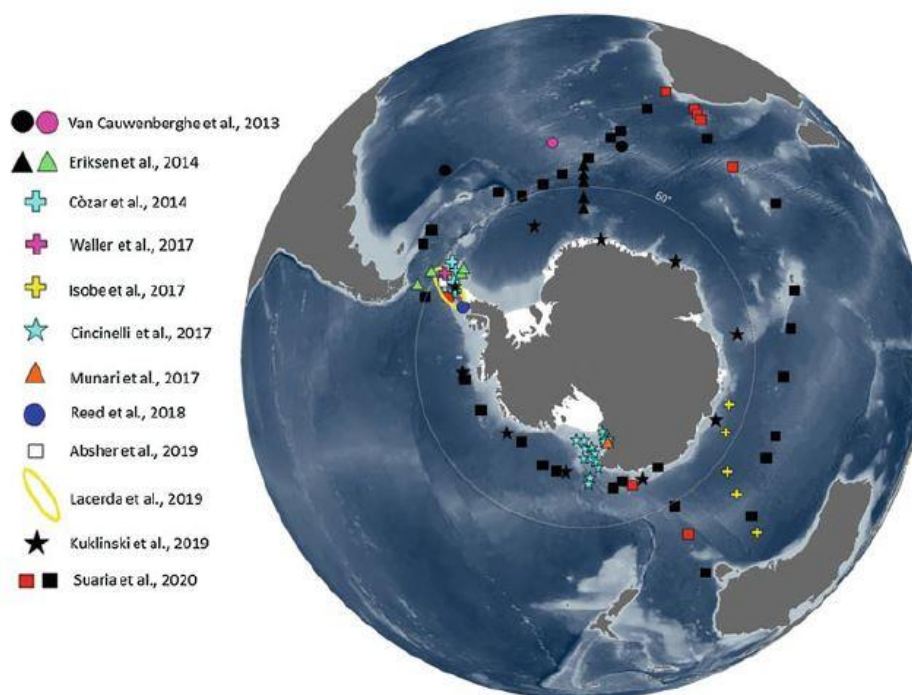 Van Cauwenberghe et al., 2013
Eriksen et al., 2014
Còzar et al., 2014
Waller et al., 2017
Isobe et al., 2017
Cincinelli et al., 2017
Munari et al., 2017
Reed et al., 2018
Absher et al., 2019
Lacerda et al., 2019
Kuklinski et al., 2019
Suaria et al., 2020
60°